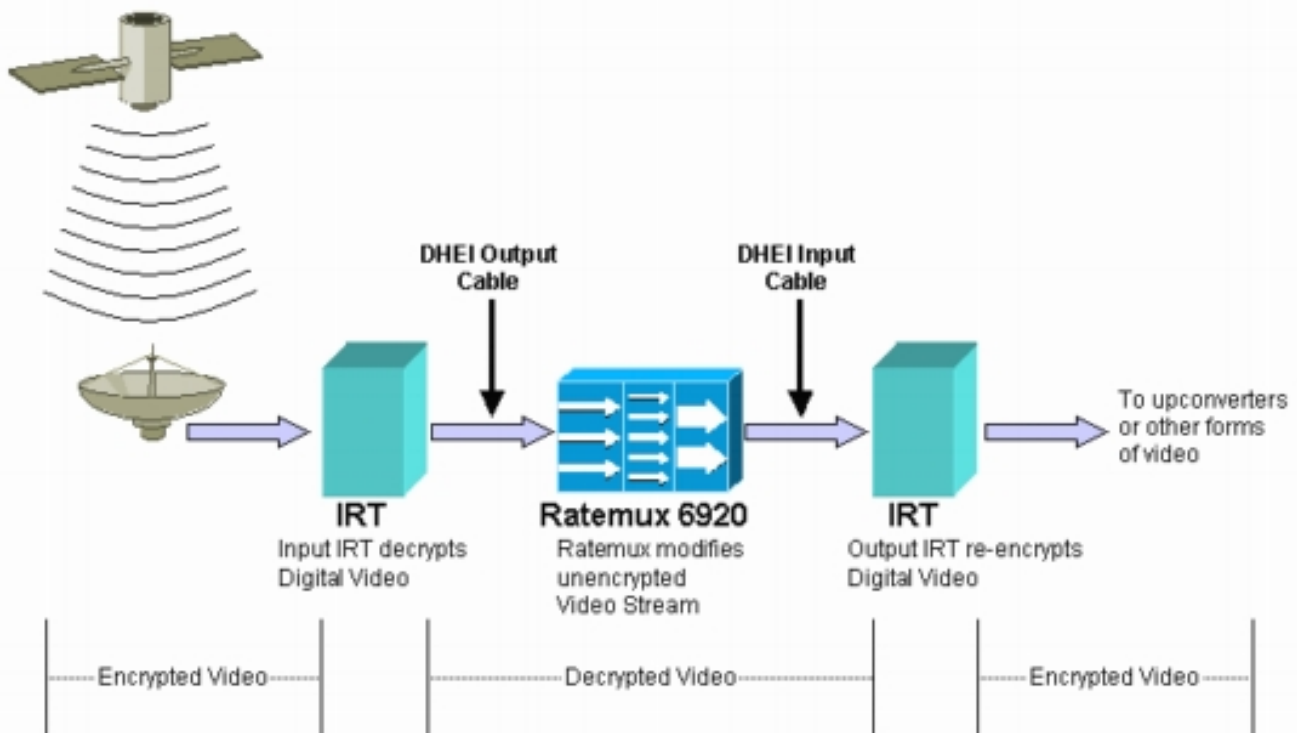 DHEI Output
Cable
DHEI Input
Cable
To upconverters
or other forms
of video
IRT
Input IRT decrypts
Digital Video
Ratemux 6920
Ratemux modifies
unencrypted
Video Stream
IRT
Output IRT re-encrypts
Digital Video
Encrypted Video
Decrypted Video
Encrypted Video